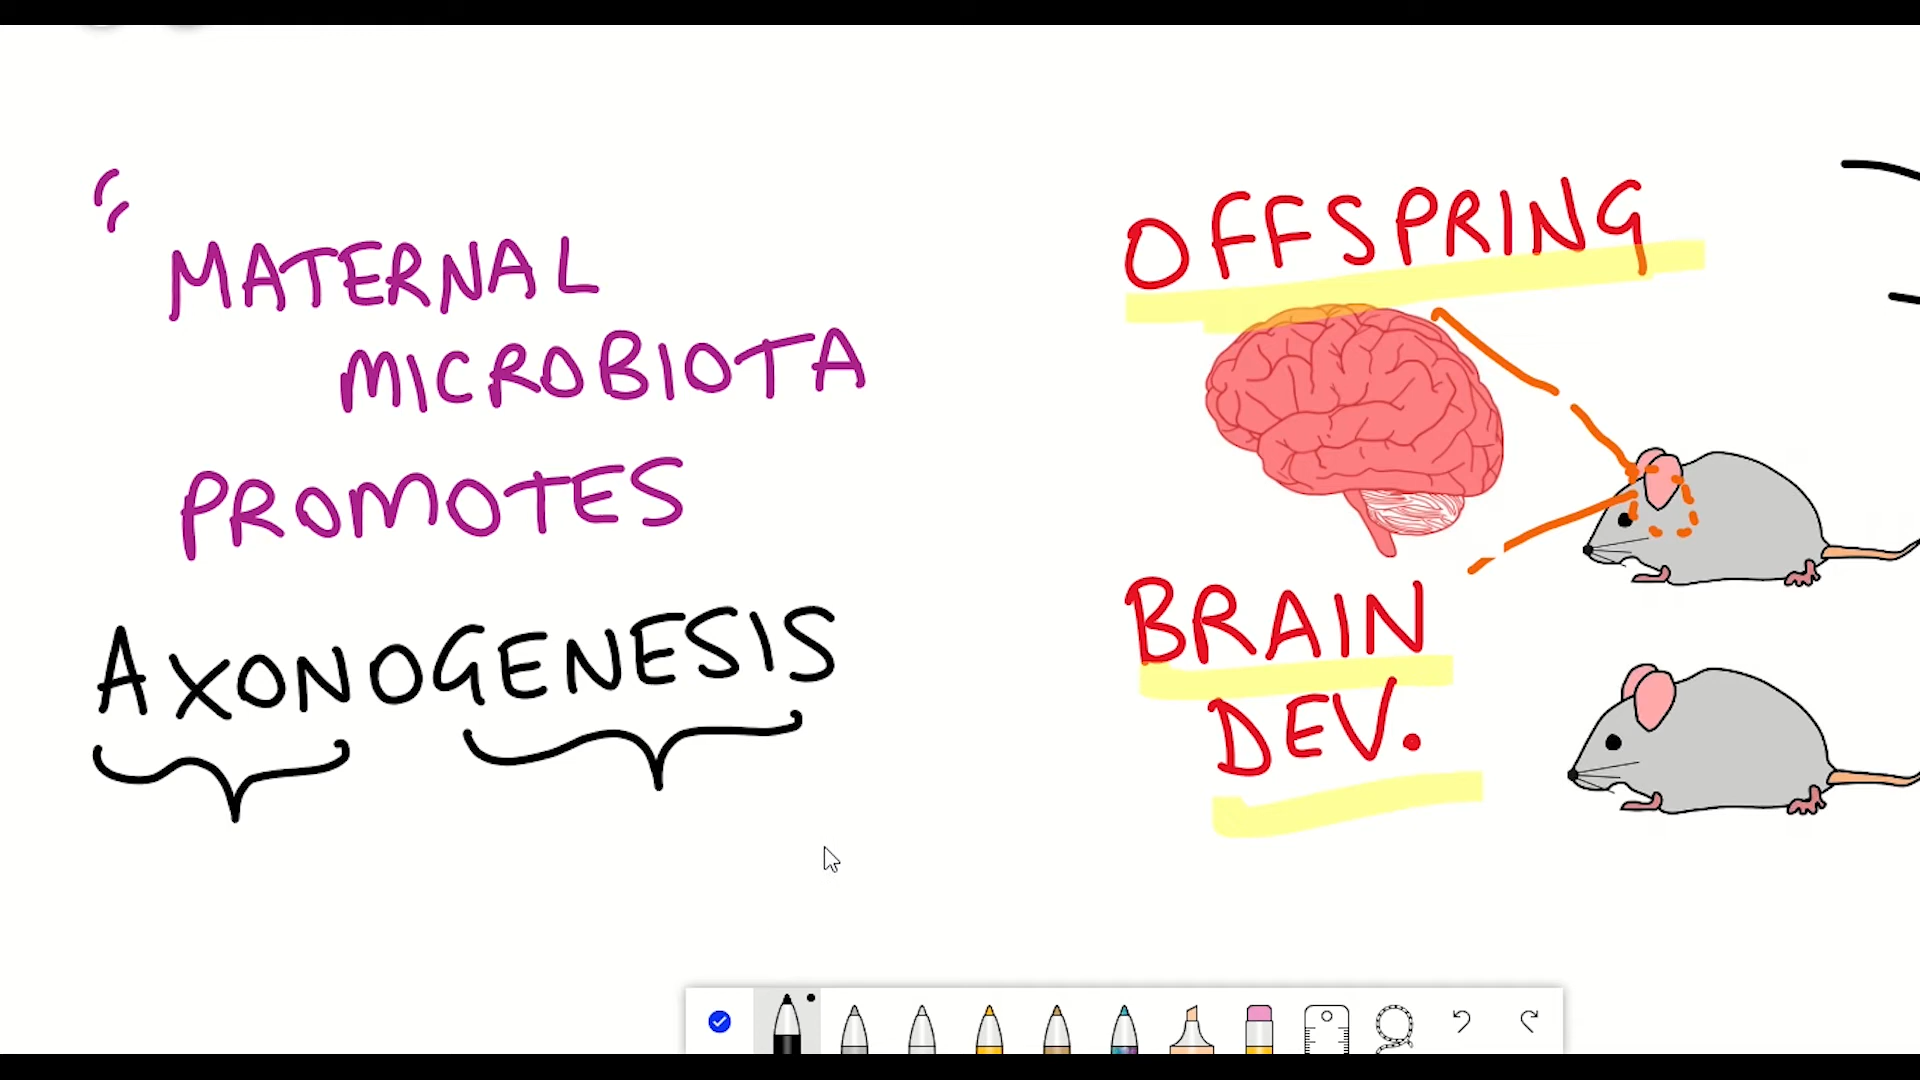 "
MATERNAL
MICROBIOTA
PROMOTES
AXONOGENESIS
OFFSPRING
BRAIN
DEV.